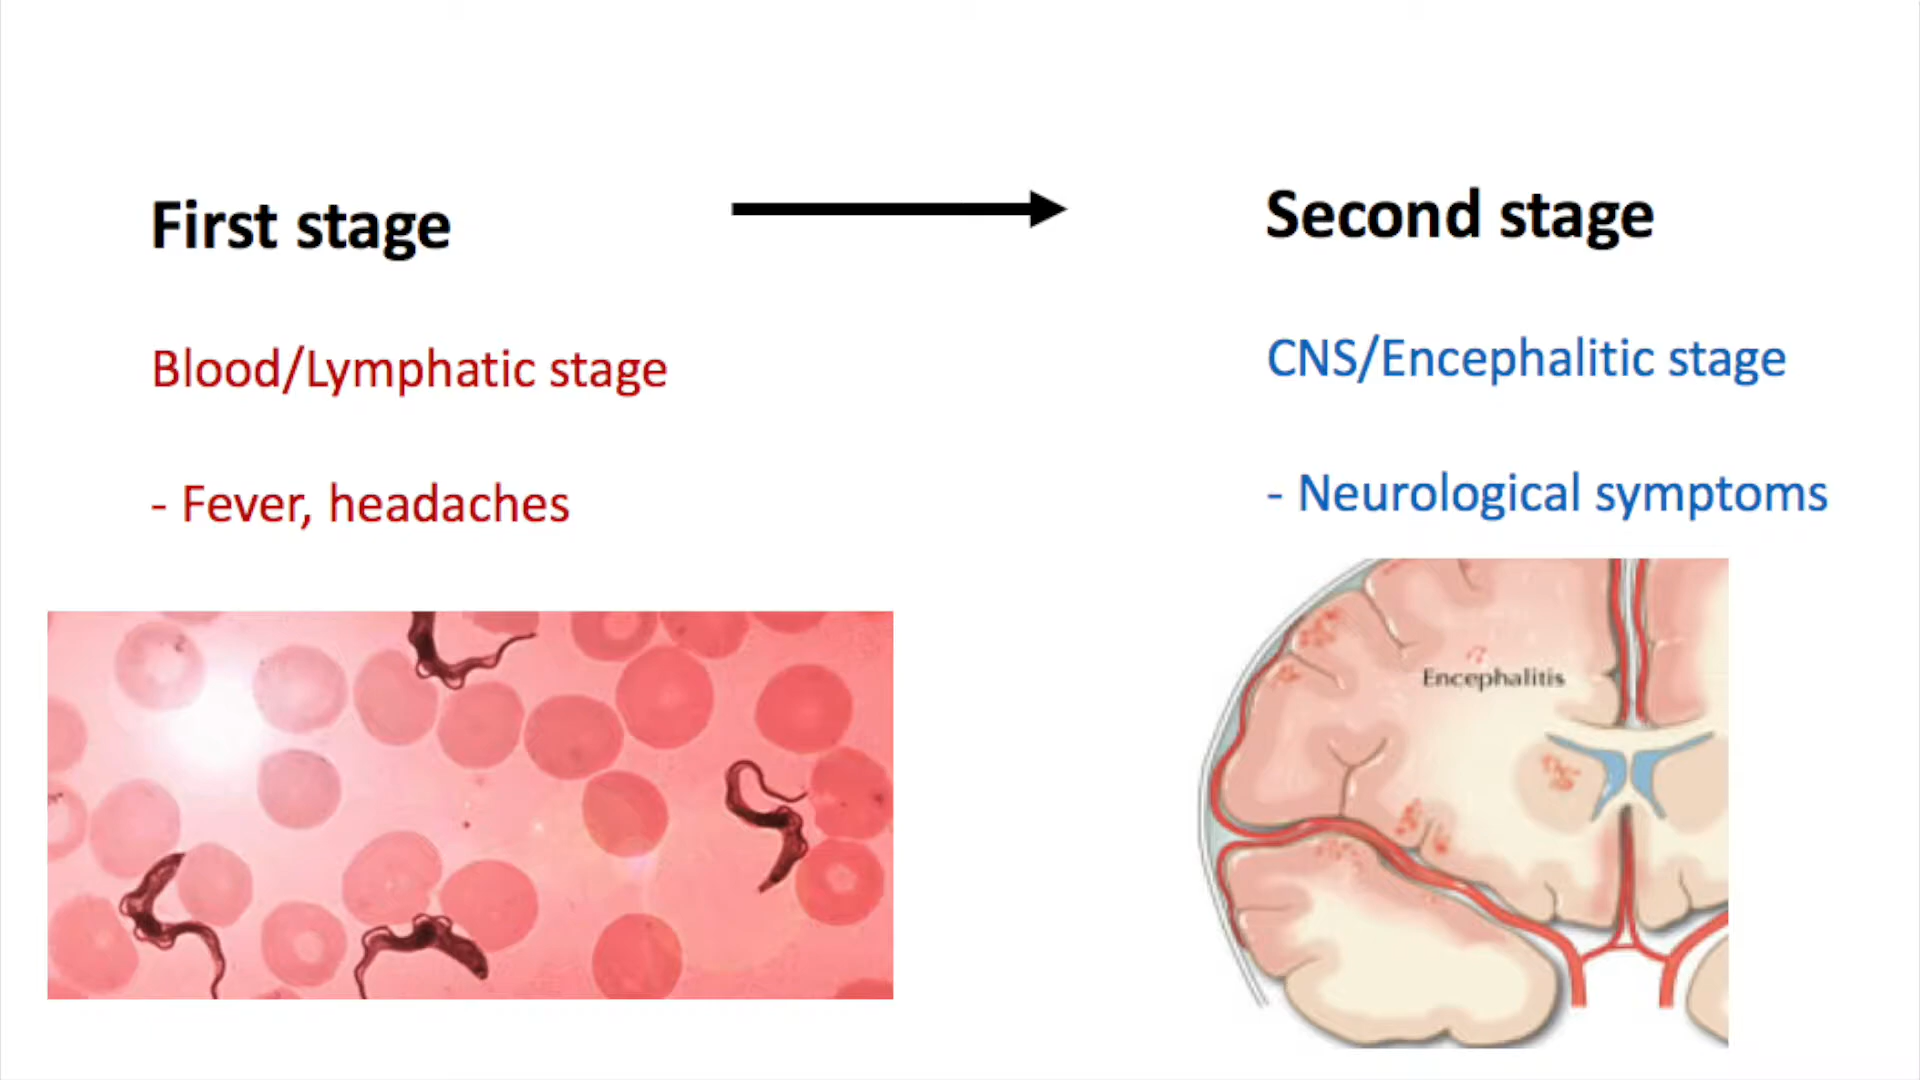 First stage
Blood/Lymphatic stage
- Fever, headaches
Second stage
CNS/Encephalitic stage
- Neurological symptoms
Encephalitis